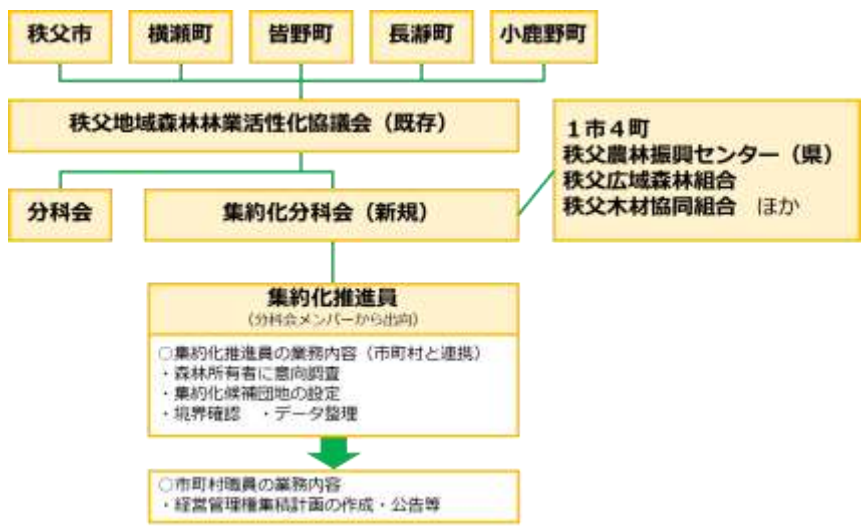 秩父市
横瀬町
皆野町
長瀞町
小鹿野町
秩父地域森林林業活性化協議会（既存）
１市４町
秩父農林振興センター（県）
秩父広域森林組合
秩父木材協同組合　ほか
分科会
集約化分科会（新規）
集約化推進員
（分科会メンバーから出向）
○集約化推進員の業務内容（市町村と連携）
・森林所有者に意向調査
・集約化候補団地の設定
・境界確認　・データ整理
○市町村職員の業務内容
・経営管理権集積計画の作成・公告等